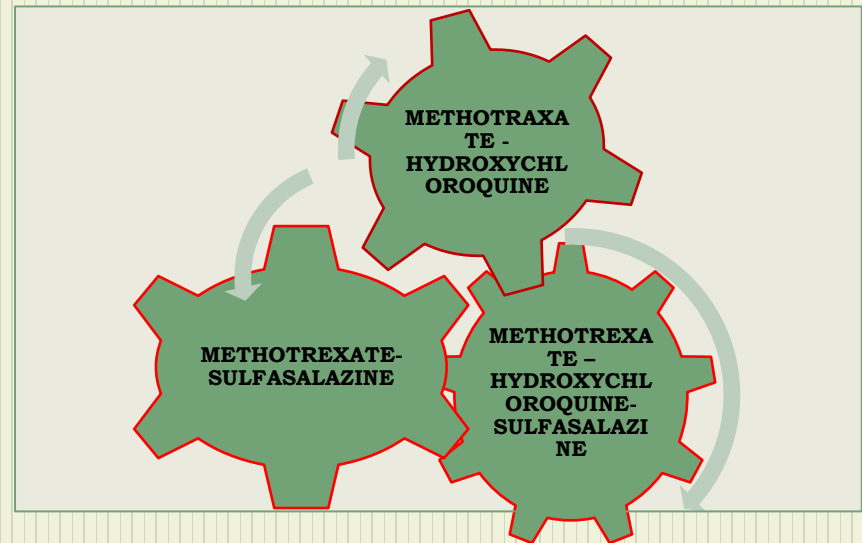 METHOTRAXA
TE -
HYDROXYCHL
OROQUINE
METHOTREXATE-
SULFASALAZINE
METHOTREXA
TE –
HYDROXYCHL
OROQUINE-
SULFASALAZI
NE